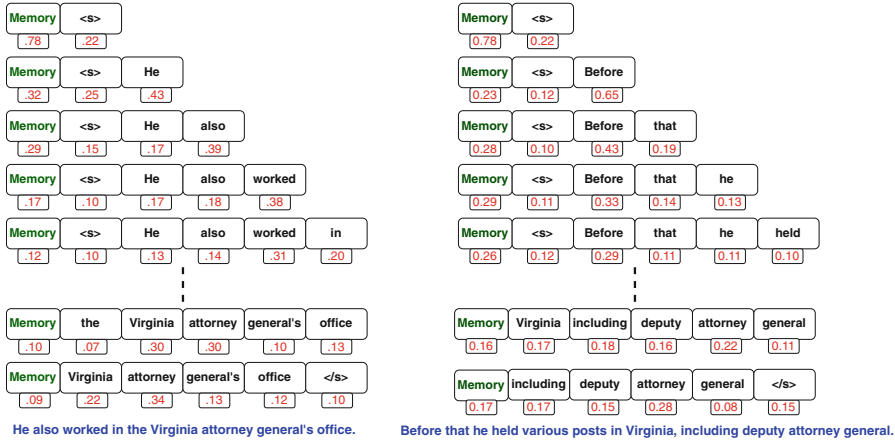 Memory <s>
.78 .22
Memory <s> He
.32 .25 .43
Memory <s> He also
.29 .15 .17 .39
Memory <s> He also worked
.17 .10 .17 .18 .38
Memory <s> He also worked in
.12 .10 .13 .14 .31 .20
Memory the Virginia attorney general's office
.10 .07 .30 .30 .10 .13
Memory Virginia attorney general's office </s>
.09 .22 .34 .13 .12 .10
He also worked in the Virginia attorney general's office.
Memory <s>
0.78 0.22
Memory <s> Before
0.23 0.12 0.65
Memory <s> Before that
0.28 0.10 0.43 0.19
Memory <s> Before that he
0.29 0.11 0.33 0.14 0.13
Memory <s> Before that he held
0.26 0.12 0.29 0.11 0.11 0.10
Memory Virginia including deputy attorney general
0.16 0.17 0.18 0.16 0.22 0.11
Memory including deputy attorney general </s>
0.17 0.17 0.15 0.28 0.08 0.15
Before that he held various posts in Virginia, including deputy attorney general.